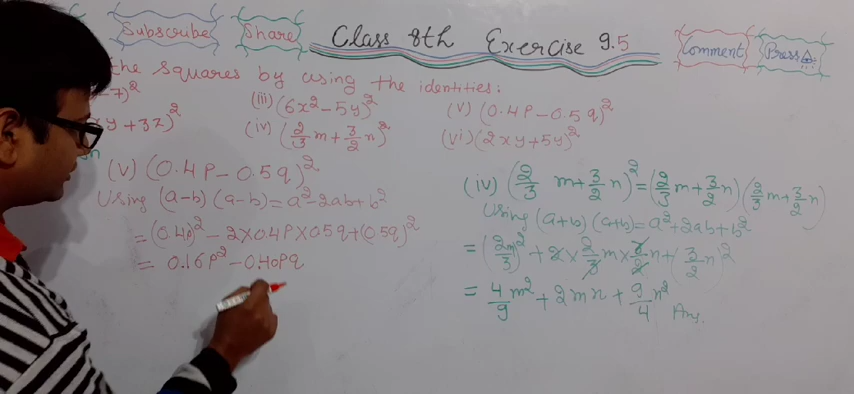 Subscribe Share Class 8th Exercise 9.5 Comment Press
the squares by using the identities:
-7)² (iii) (6x²-5y)² (v) (0.4p-0.5q)²
xy+3z)² (iv) (2/3 m+3/2 n)² (vi) (2xy+5y)²
(v) (0.4p-0.5q)²
Using (a-b) (a-b)=a²-2ab+b²
=(0.4p)²-2×0.4p×0.5q+(0.5q)²
= 0.16p²-0.40pq
(iv) (2/3 m+3/2 n)²=(2/3 m+3/2 n)(2/3 m+3/2 n)
Using (a+b) (a+b)=a²+2ab+b²
=(2m/3)²+2×2/3 m×3/2 n+(3/2 n)²
=4/9 m²+2mn+9/4 n² Ans.